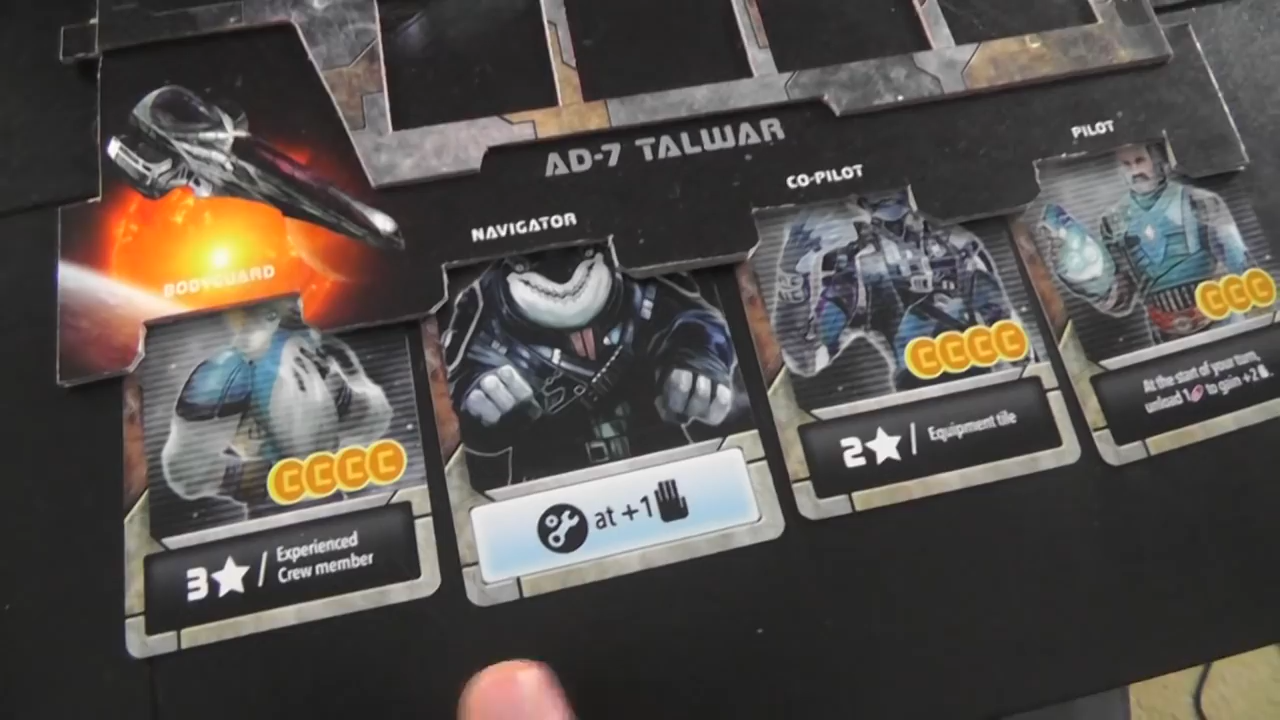 AD-7 TALWAR
PILOT
CO-PILOT
NAVIGATOR
BODYGUARD
3 / Experienced
Crew member
at +1
2 / Equipment tile
At the start of your turn,
unload 1 to gain +2